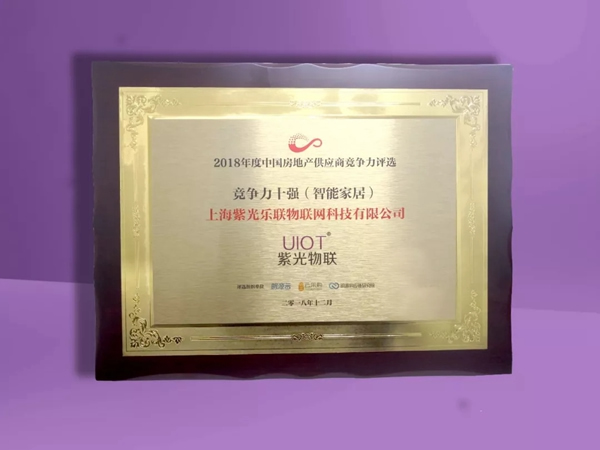 2018年度中国房地产供应商竞争力评选
竞争力十强（智能家居）
上海紫光乐联物联网科技有限公司
UIOT®
紫光物联
二零一八年十二月